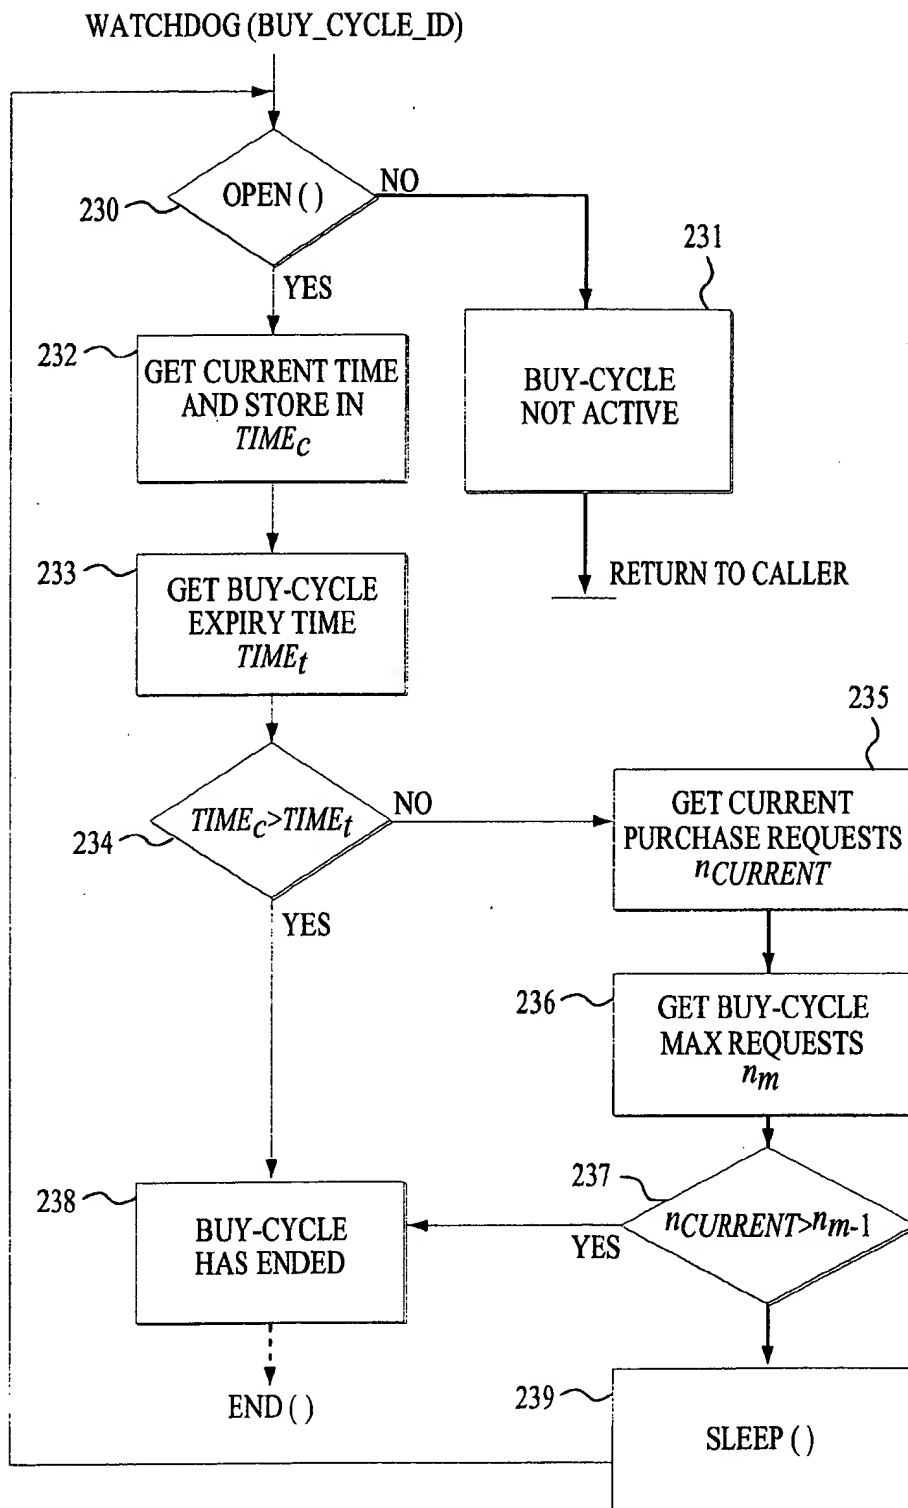 WATCHDOG (BUY_CYCLE_ID)
OPEN ( )
NO
230
YES
231
232
GET CURRENT TIME
AND STORE IN
TIMEc
BUY-CYCLE
NOT ACTIVE
233
GET BUY-CYCLE
EXPIRY TIME
TIMEt
RETURN TO CALLER
235
TIMEc>TIMEt
NO
234
YES
GET CURRENT
PURCHASE REQUESTS
nCURRENT
236
GET BUY-CYCLE
MAX REQUESTS
nm
237
nCURRENT>nm-1
YES
238
BUY-CYCLE
HAS ENDED
END ( )
239
SLEEP ( )